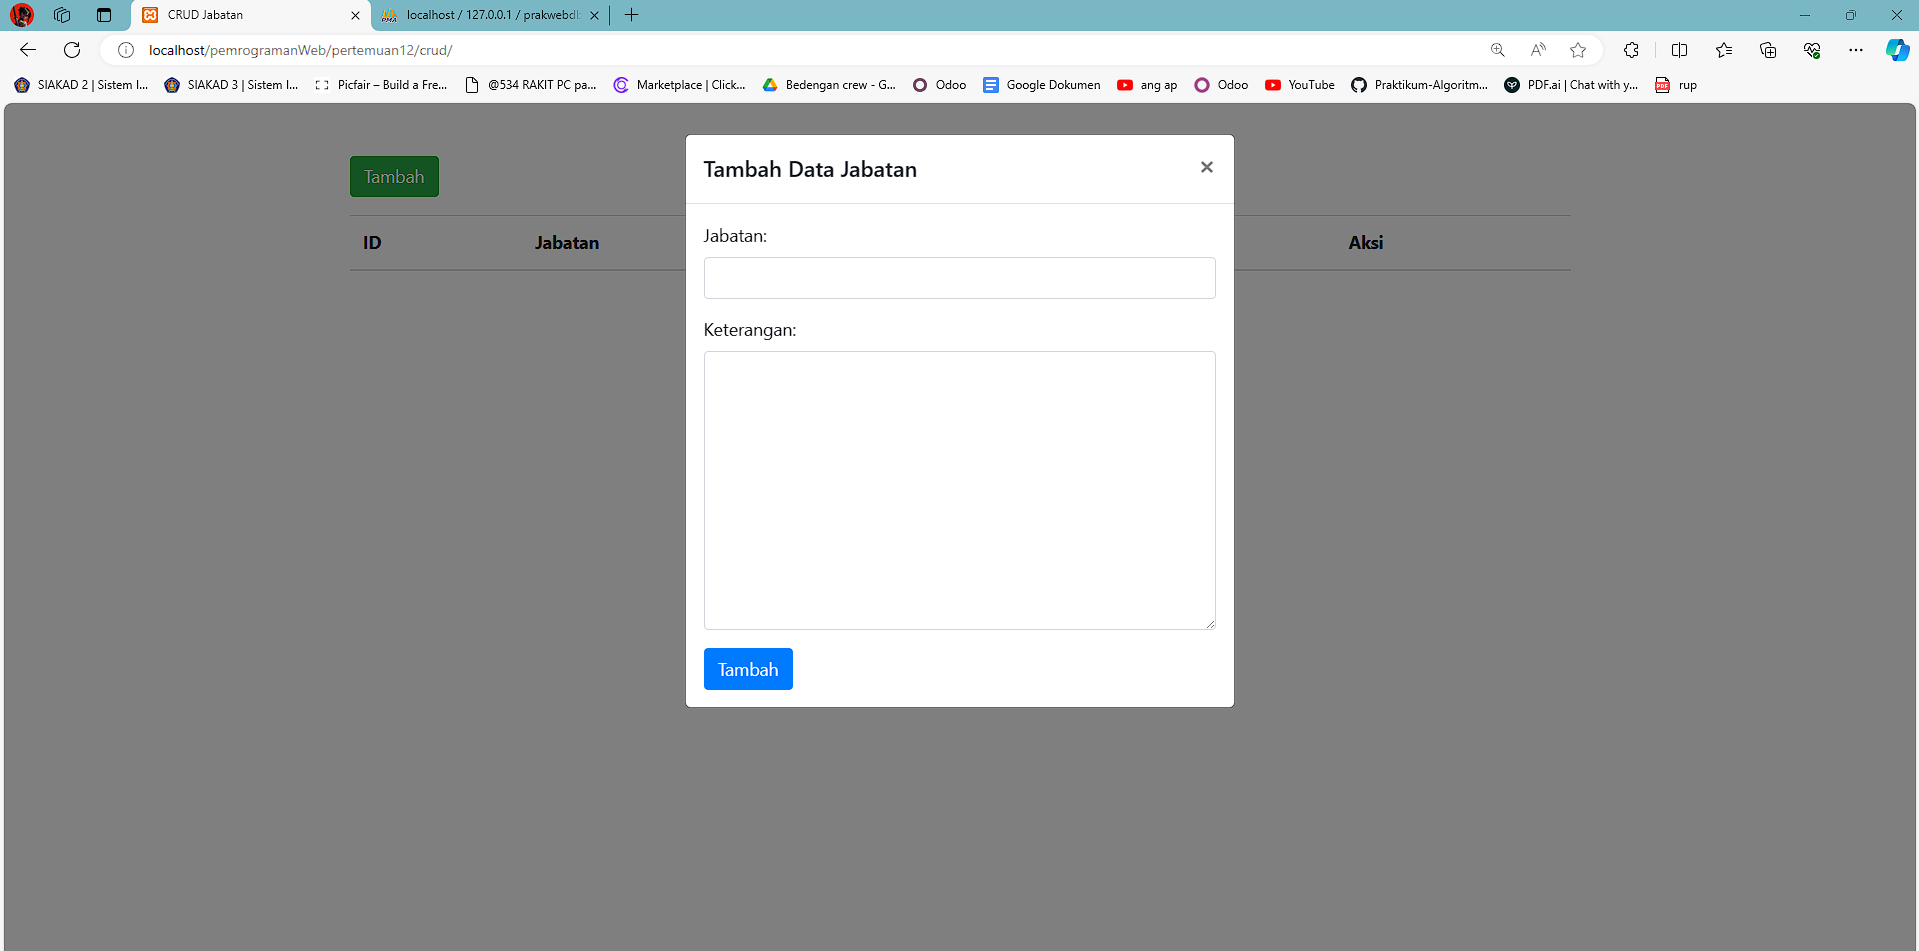 CRUD Jabatan
localhost / 127.0.0.1 / prakwebdb
localhost/pemrogramanWeb/pertemuan12/crud/
SIAKAD 2 | Sistem I...
SIAKAD 3 | Sistem I...
Picfair – Build a Fre...
@534 RAKIT PC pa...
Marketplace | Click...
Bedengan crew - G...
Odoo
Google Dokumen
ang ap
Odoo
YouTube
Praktikum-Algoritm...
PDF.ai | Chat with y...
rup
Tambah
ID
Jabatan
Aksi
Tambah Data Jabatan
Jabatan:
Keterangan:
Tambah